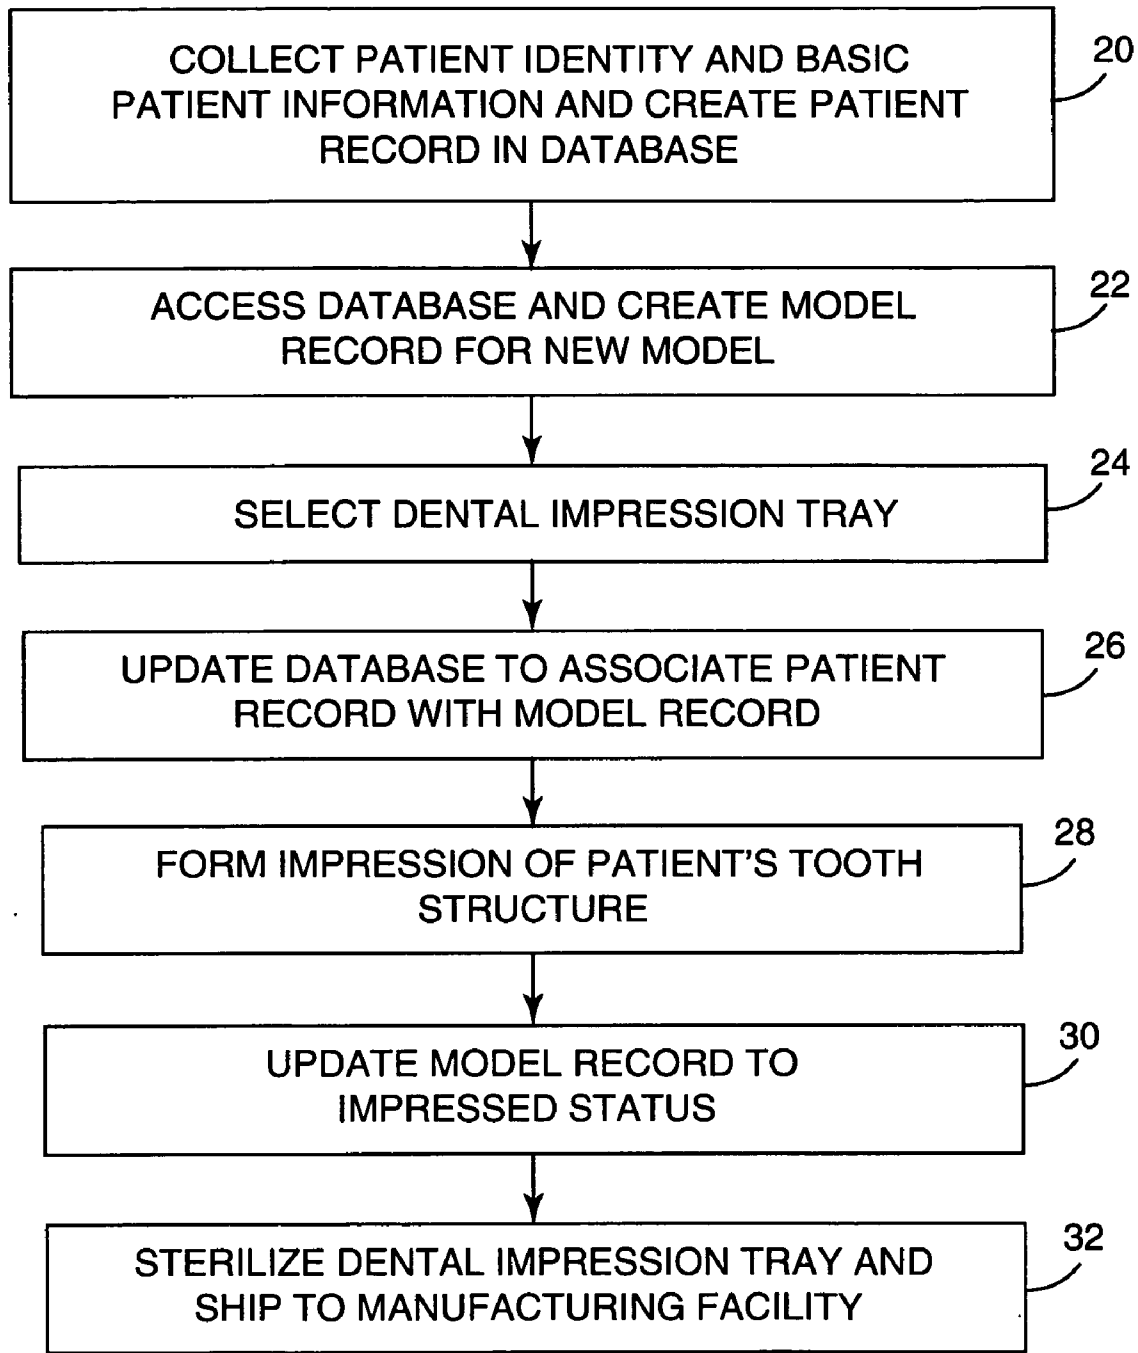 COLLECT PATIENT IDENTITY AND BASIC
PATIENT INFORMATION AND CREATE PATIENT
RECORD IN DATABASE
20
ACCESS DATABASE AND CREATE MODEL
RECORD FOR NEW MODEL
22
SELECT DENTAL IMPRESSION TRAY
24
UPDATE DATABASE TO ASSOCIATE PATIENT
RECORD WITH MODEL RECORD
26
FORM IMPRESSION OF PATIENT'S TOOTH
STRUCTURE
28
UPDATE MODEL RECORD TO
IMPRESSED STATUS
30
STERILIZE DENTAL IMPRESSION TRAY AND
SHIP TO MANUFACTURING FACILITY
32